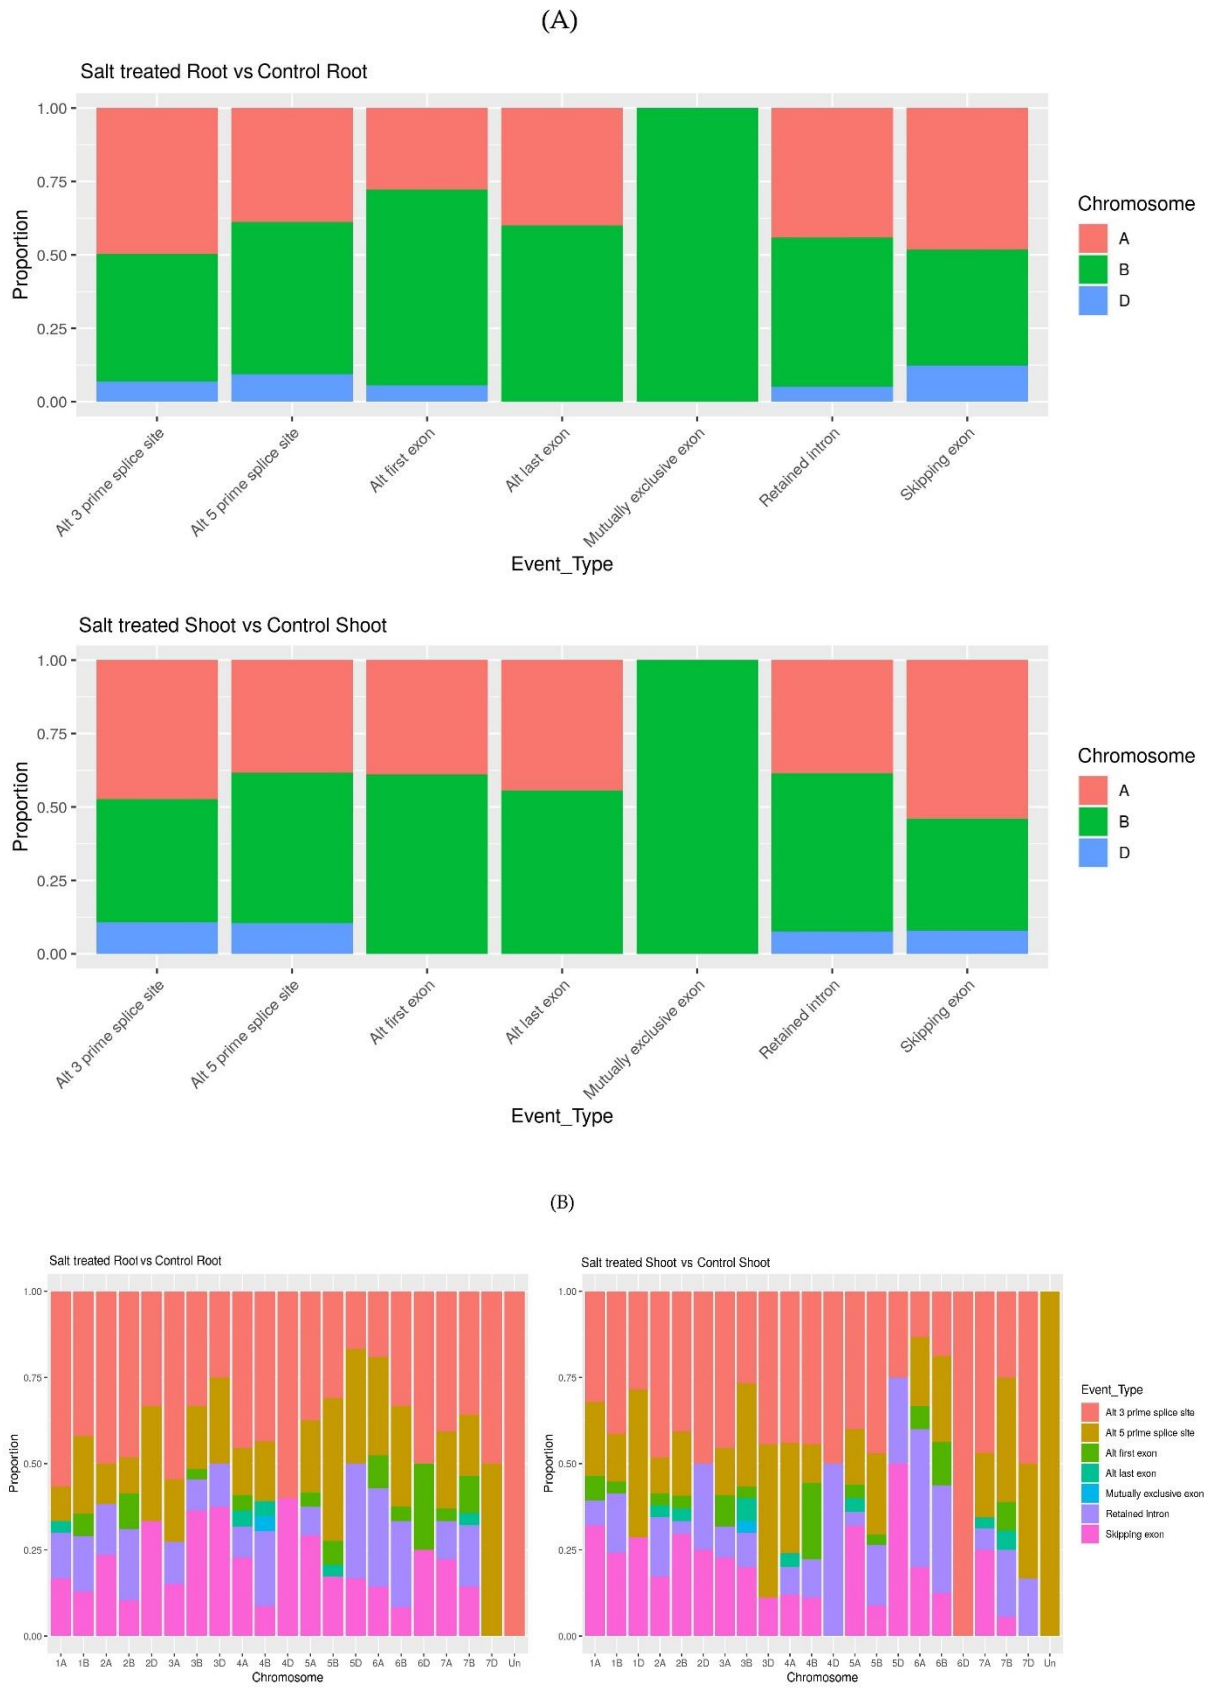 (A)
Salt treated Root vs Control Root
1.00
0.75
0.50
0.25
0.00
Proportion
Alt 3 prime splice site
Alt 5 prime splice site
Alt first exon
Alt last exon
Mutually exclusive exon
Retained intron
Skipping exon
Event_Type
Chromosome
A
B
D
Salt treated Shoot vs Control Shoot
1.00
0.75
0.50
0.25
0.00
Proportion
Alt 3 prime splice site
Alt 5 prime splice site
Alt first exon
Alt last exon
Mutually exclusive exon
Retained intron
Skipping exon
Event_Type
Chromosome
A
B
D
(B)
Salt treated Root vs Control Root
1.00
0.75
0.50
0.25
0.00
Proportion
1A 1B 2A 2B 2D 3A 3B 3D 4A 4B 4D 5A 5B 5D 6A 6B 6D 7A 7B 7D Un
Chromosome
Salt treated Shoot vs Control Shoot
1.00
0.75
0.50
0.25
0.00
Proportion
1A 1B 1D 2A 2B 2D 3A 3B 3D 4A 4B 4D 5A 5B 5D 6A 6B 6D 7A 7B 7D Un
Chromosome
Event_Type
Alt 3 prime splice site
Alt 5 prime splice site
Alt first exon
Alt last exon
Mutually exclusive exon
Retained Intron
Skipping exon